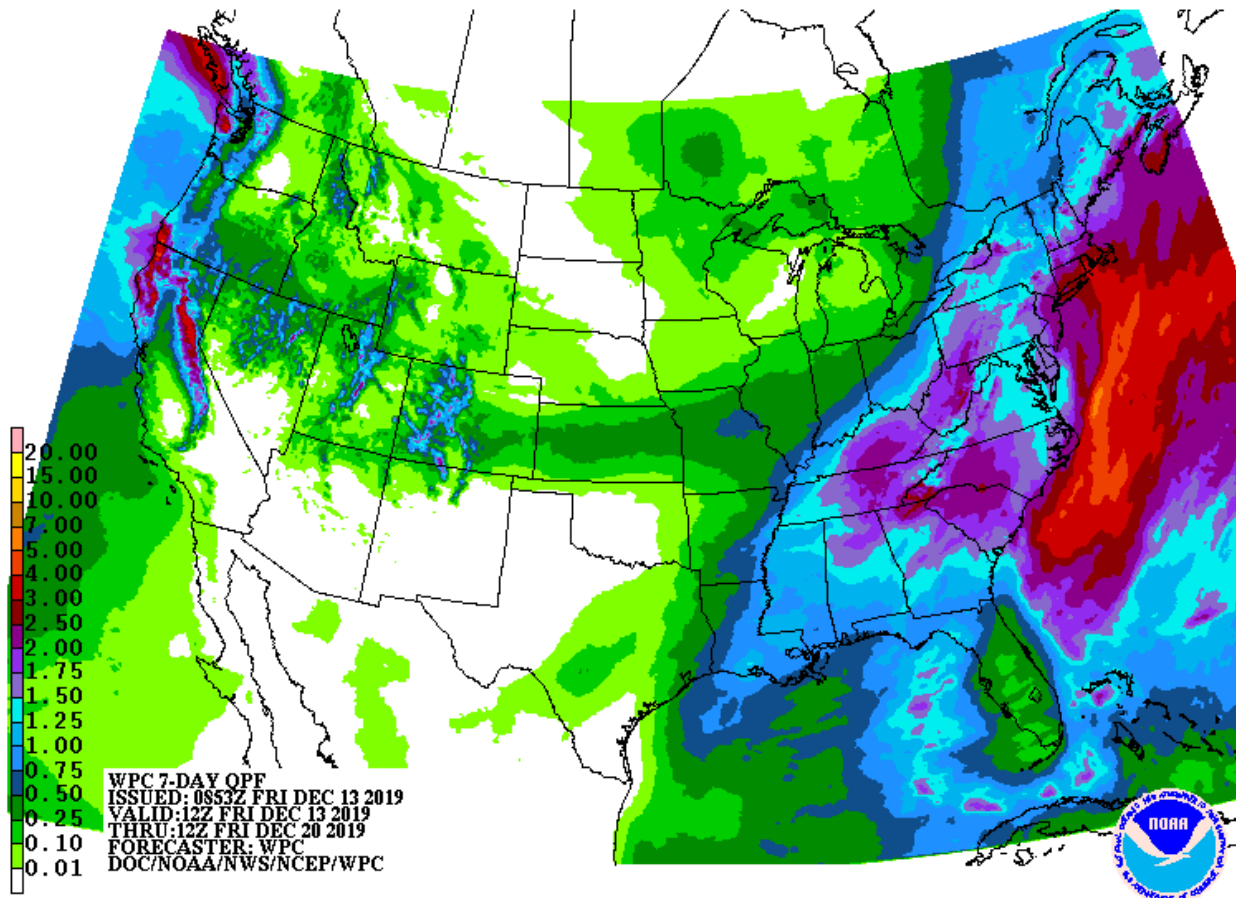 20.00
15.00
10.00
7.00
5.00
4.00
3.00
2.50
2.00
1.75
1.50
1.25
1.00
0.75
0.50
0.25
0.10
0.01
WPC 7-DAY QPF
ISSUED: 0853Z FRI DEC 13 2019
VALID:12Z FRI DEC 13 2019
THRU:12Z FRI DEC 20 2019
FORECASTER: WPC
DOC/NOAA/NWS/NCEP/WPC
NOAA